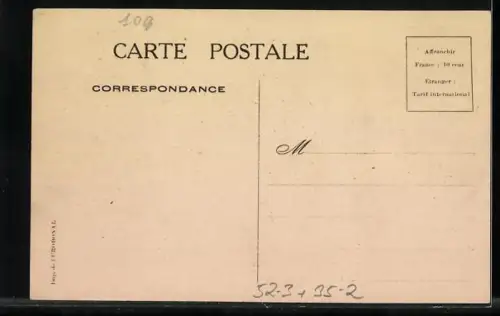 109
CARTE POSTALE
CORRESPONDANCE
Affranchir
France : 10 cent
Etranger :
Tarif international
M
52-3 + 35-2